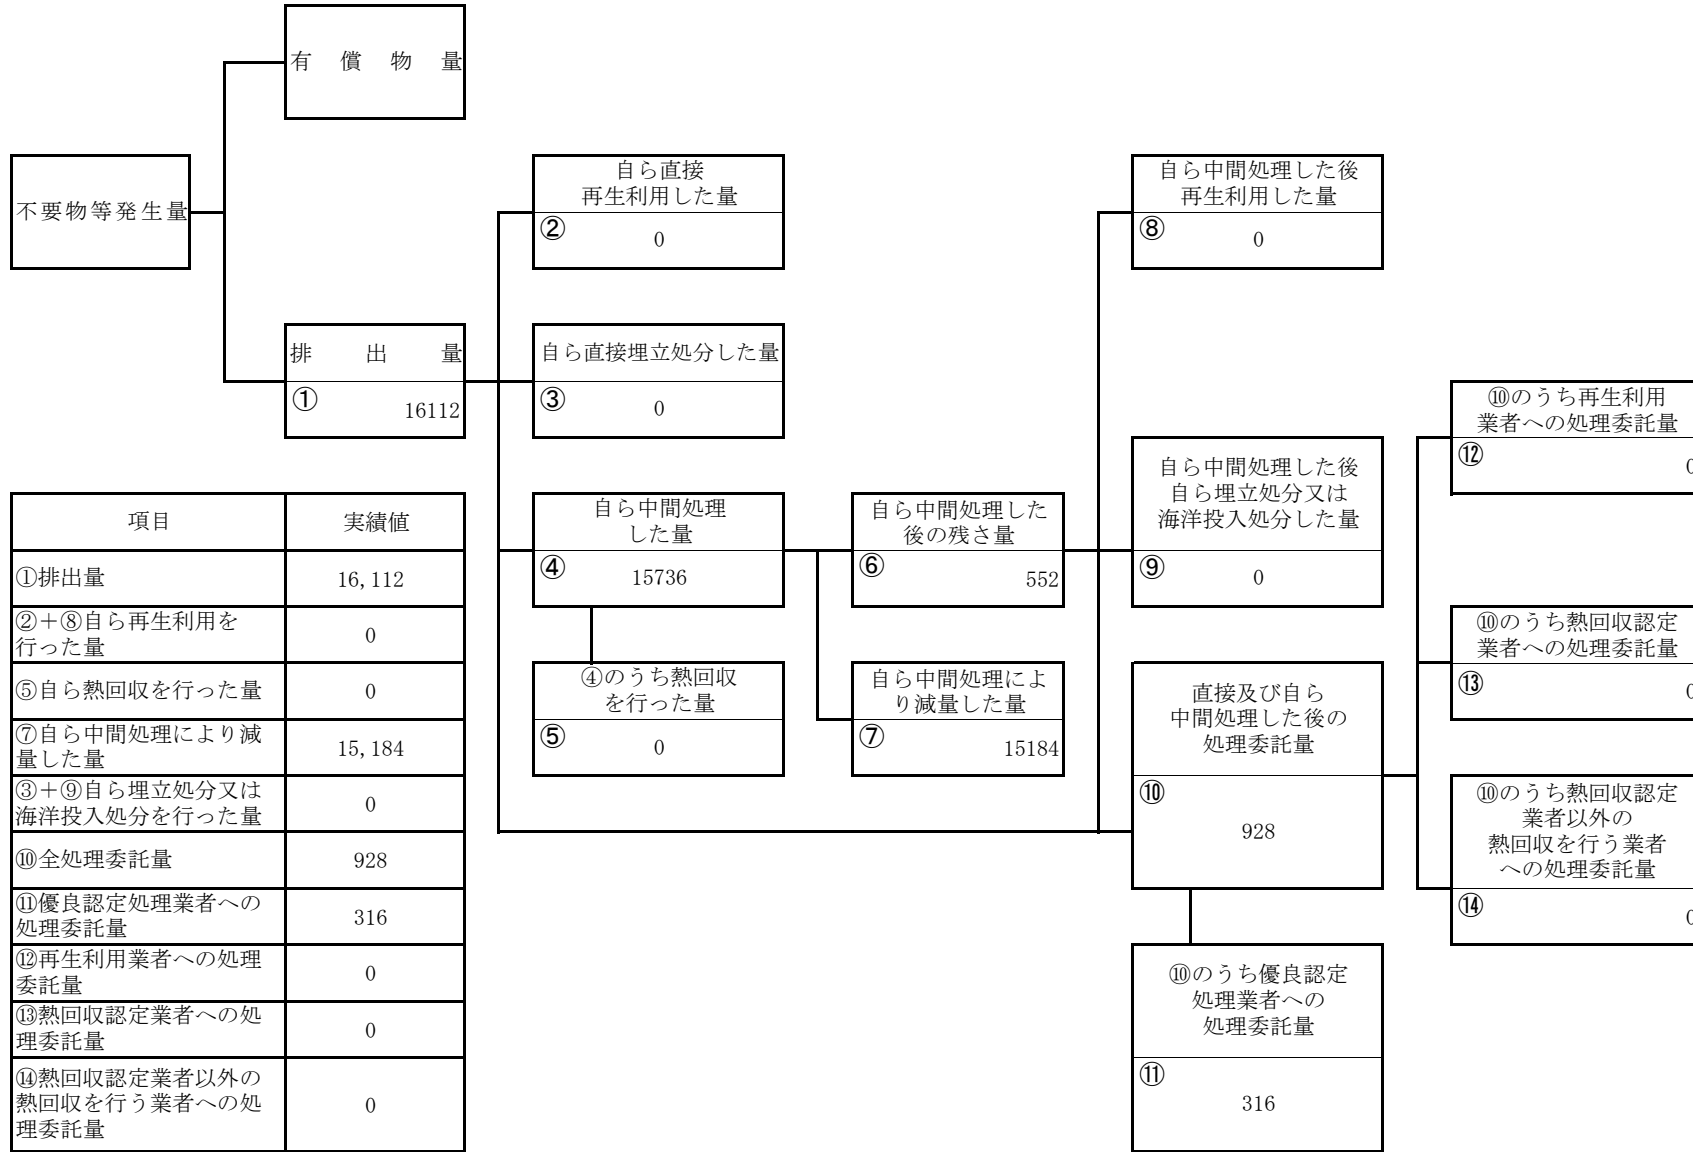 有償物量
不要物等発生量
自ら直接
再生利用した量
②
0
自ら中間処理した後
再生利用した量
⑧
0
排出量
①
16112
自ら直接埋立処分した量
③
0
⑩のうち再生利用
業者への処理委託量
⑫
0
自ら中間処理
した量
④
15736
自ら中間処理した
後の残さ量
⑥
552
自ら中間処理した後
自ら埋立処分又は
海洋投入処分した量
⑨
0
⑩のうち熱回収認定
業者への処理委託量
⑬
0
④のうち熱回収
を行った量
⑤
0
自ら中間処理によ
り減量した量
⑦
15184
直接及び自ら
中間処理した後の
処理委託量
⑩
928
⑩のうち熱回収認定
業者以外の
熱回収を行う業者
への処理委託量
⑭
0
⑩のうち優良認定
処理業者への
処理委託量
⑪
316
項目 実績値
①排出量 16,112
②＋⑧自ら再生利用を
行った量 0
⑤自ら熱回収を行った量 0
⑦自ら中間処理により減
量した量 15,184
③＋⑨自ら埋立処分又は
海洋投入処分を行った量 0
⑩全処理委託量 928
⑪優良認定処理業者への
処理委託量 316
⑫再生利用業者への処理
委託量 0
⑬熱回収認定業者への処
理委託量 0
⑭熱回収認定業者以外の
熱回収を行う業者への処
理委託量 0